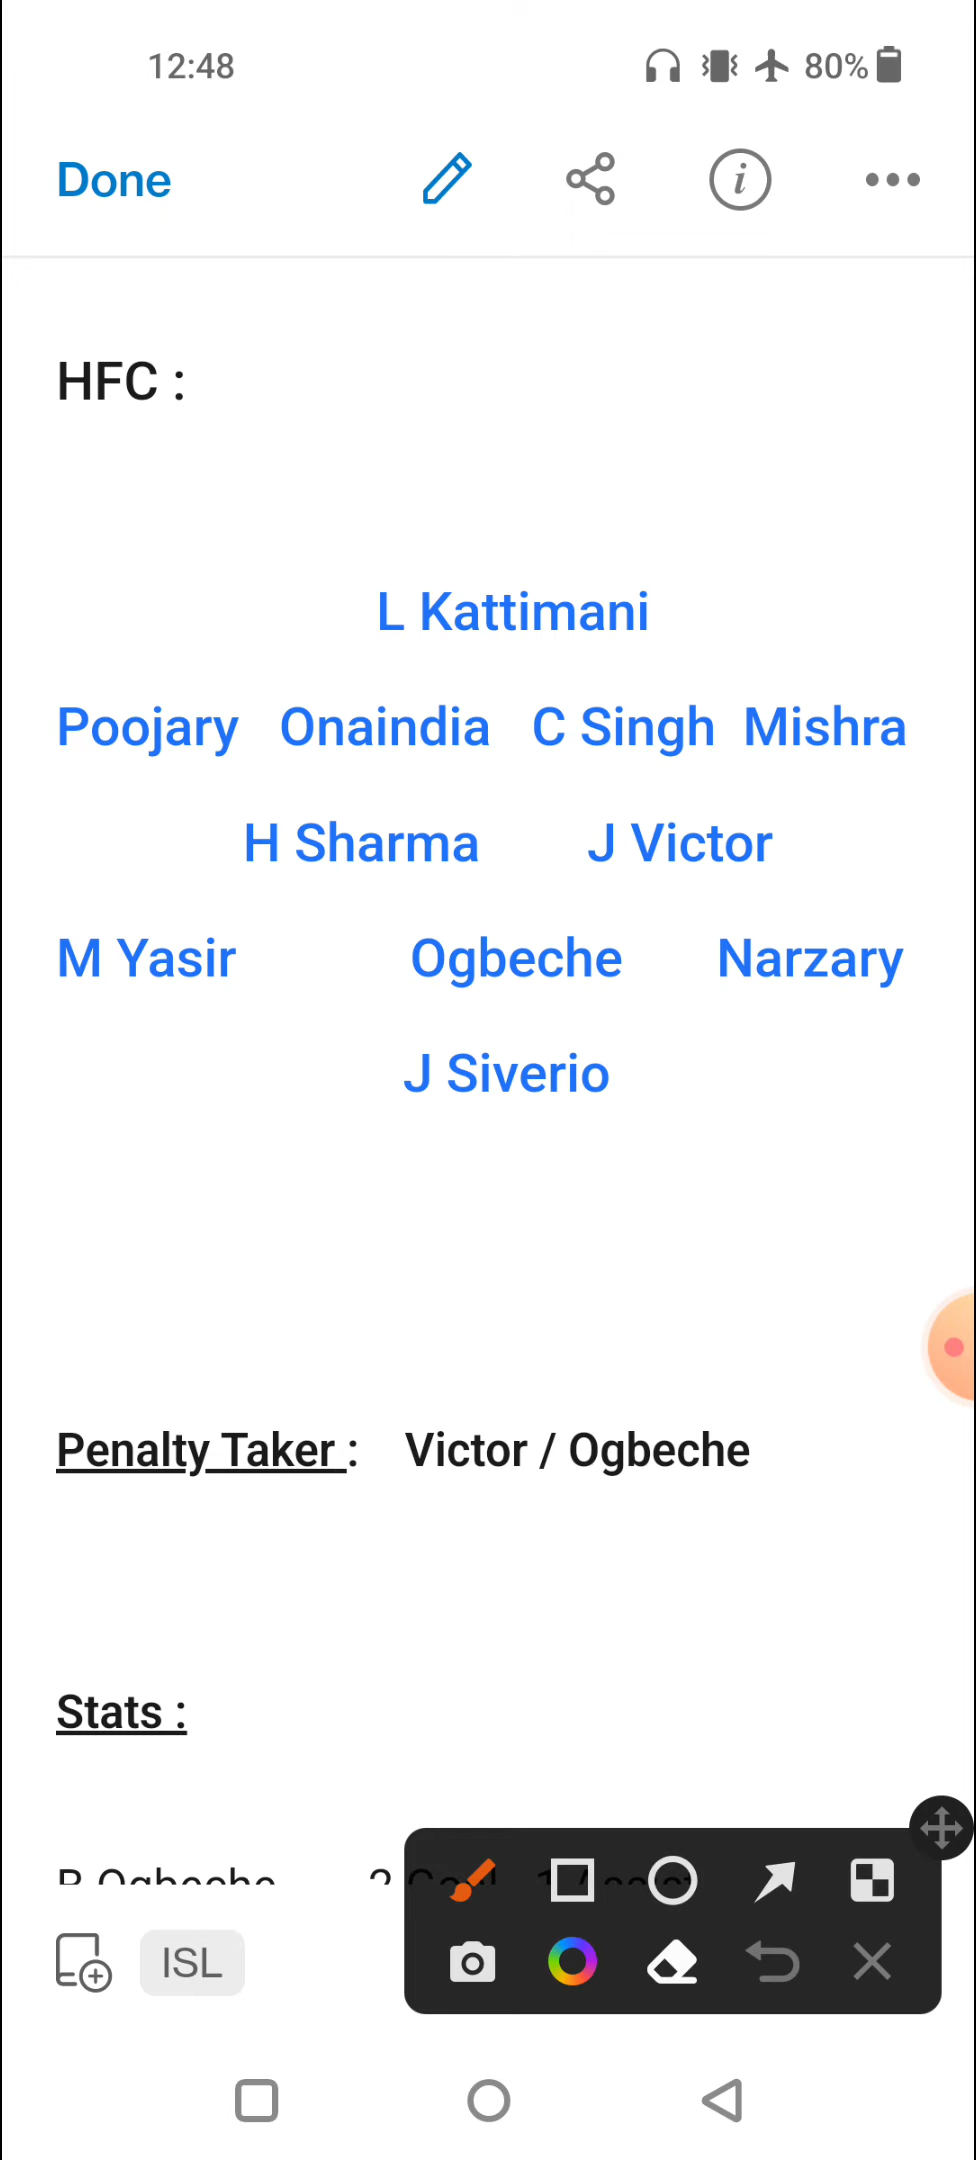 12:48 80%
Done
HFC :
L Kattimani
Poojary Onaindia C Singh Mishra
H Sharma J Victor
M Yasir Ogbeche Narzary
J Siverio
Penalty Taker : Victor / Ogbeche
Stats :
ISL